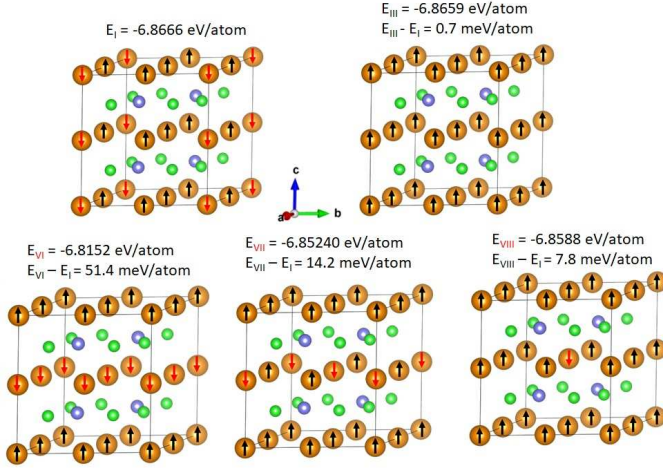 E_I = -6.8666 eV/atom
E_III = -6.8659 eV/atom
E_III - E_I = 0.7 meV/atom
c
a
b
E_VI = -6.8152 eV/atom
E_VI – E_I = 51.4 meV/atom
E_VII = -6.85240 eV/atom
E_VII – E_I = 14.2 meV/atom
E_VIII = -6.8588 eV/atom
E_VIII – E_I = 7.8 meV/atom